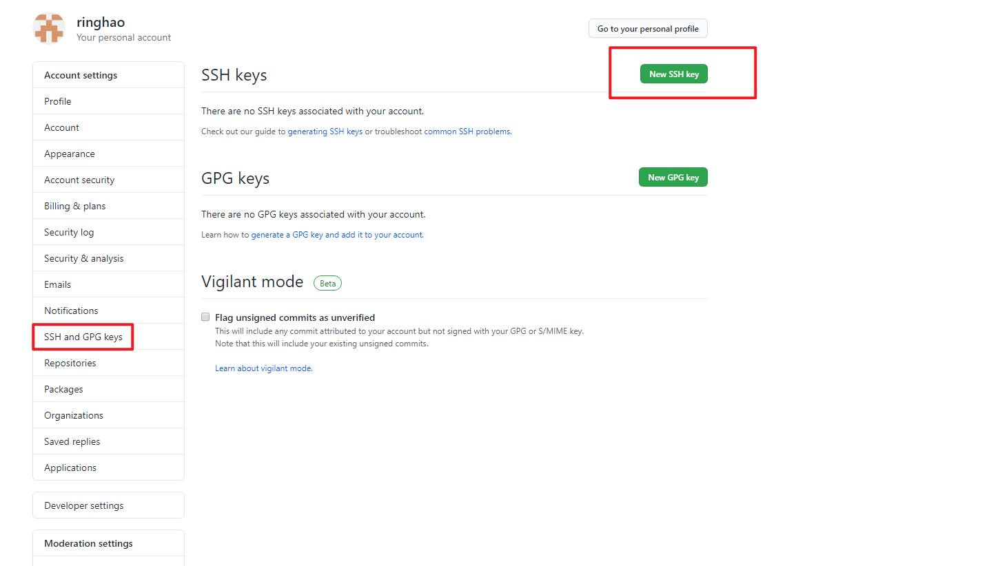 ringhao
Your personal account
Go to your personal profile
Account settings
Profile
Account
Appearance
Account security
Billing & plans
Security log
Security & analysis
Emails
Notifications
SSH and GPG keys
Repositories
Packages
Organizations
Saved replies
Applications
Developer settings
Moderation settings
SSH keys
New SSH key
There are no SSH keys associated with your account.
Check out our guide to generating SSH keys or troubleshoot common SSH problems.
GPG keys
New GPG key
There are no GPG keys associated with your account.
Learn how to generate a GPG key and add it to your account.
Vigilant mode Beta
Flag unsigned commits as unverified
This will include any commit attributed to your account but not signed with your GPG or S/MIME key.
Note that this will include your existing unsigned commits.
Learn about vigilant mode.